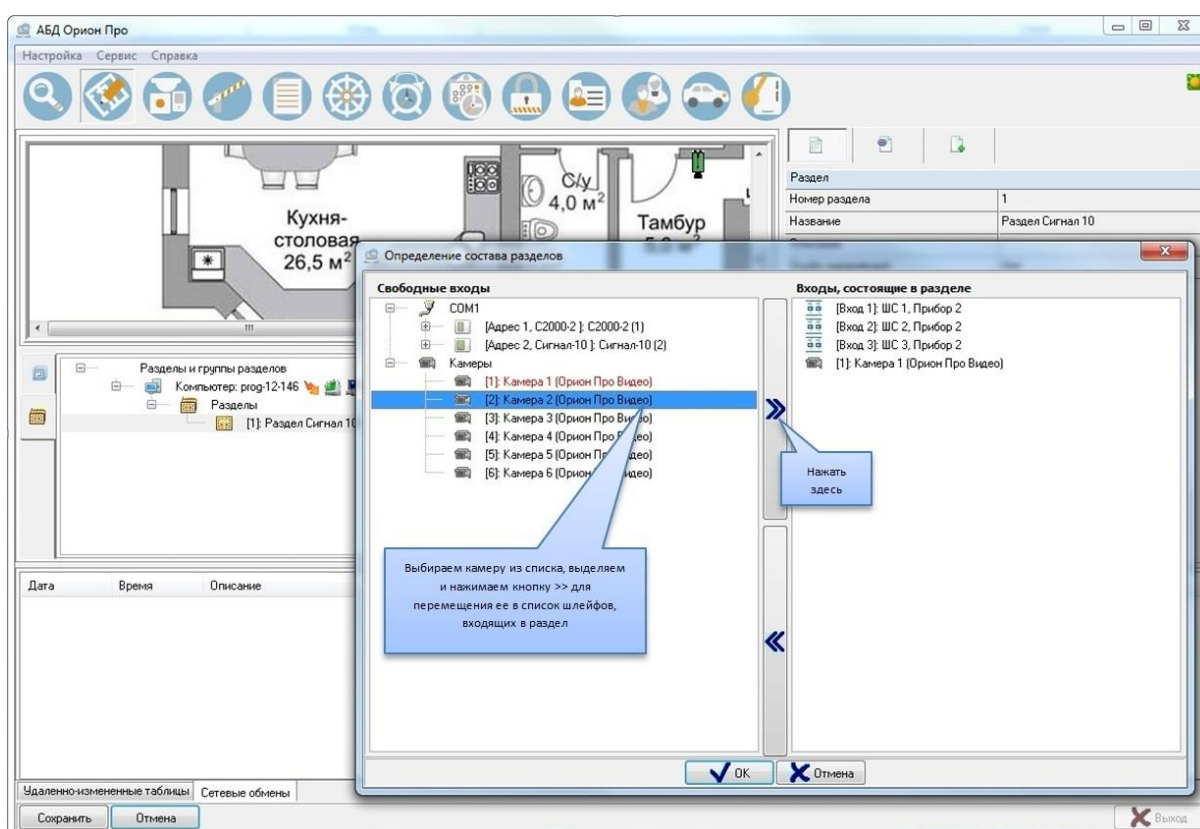 АБД Орион Про
Настройка Сервис Справка
Кухня-
столовая
26,5 м²
С/у
4,0 м²
Тамбур
Раздел
Номер раздела 1
Название Раздел Сигнал 10
Определение состава разделов
Свободные входы
COM1
[Адрес 1, С2000-2 ]: С2000-2 (1)
[Адрес 2, Сигнал-10 ]: Сигнал-10 (2)
Камеры
[1]: Камера 1 (Орион Про Видео)
[2]: Камера 2 (Орион Про Видео)
[3]: Камера 3 (Орион Про Видео)
[4]: Камера 4 (Орион Про Видео)
[5]: Камера 5 (Орион Про Видео)
[6]: Камера 6 (Орион Видео)
Входы, состоящие в разделе
[Вход 1]: ШС 1, Прибор 2
[Вход 2]: ШС 2, Прибор 2
[Вход 3]: ШС 3, Прибор 2
[1]: Камера 1 (Орион Про Видео)
Нажать
здесь
Выбираем камеру из списка, выделяем
и нажимаем кнопку >> для
перемещения ее в список шлейфов,
входящих в раздел
OK Отмена
Разделы и группы разделов
Компьютер: prog-12-146
Разделы
[1]: Раздел Сигнал 10
Дата Время Описание
Удаленно-измененные таблицы Сетевые обмены
Сохранить Отмена Выход